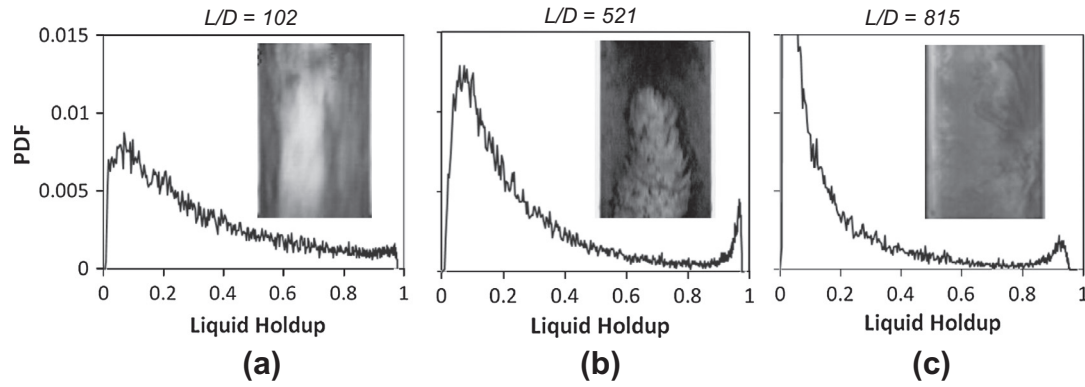 L/D = 102
L/D = 521
L/D = 815
PDF
0.015
0.01
0.005
0
0 0.2 0.4 0.6 0.8 1
0 0.2 0.4 0.6 0.8 1
0 0.2 0.4 0.6 0.8 1
Liquid Holdup
Liquid Holdup
Liquid Holdup
(a)
(b)
(c)